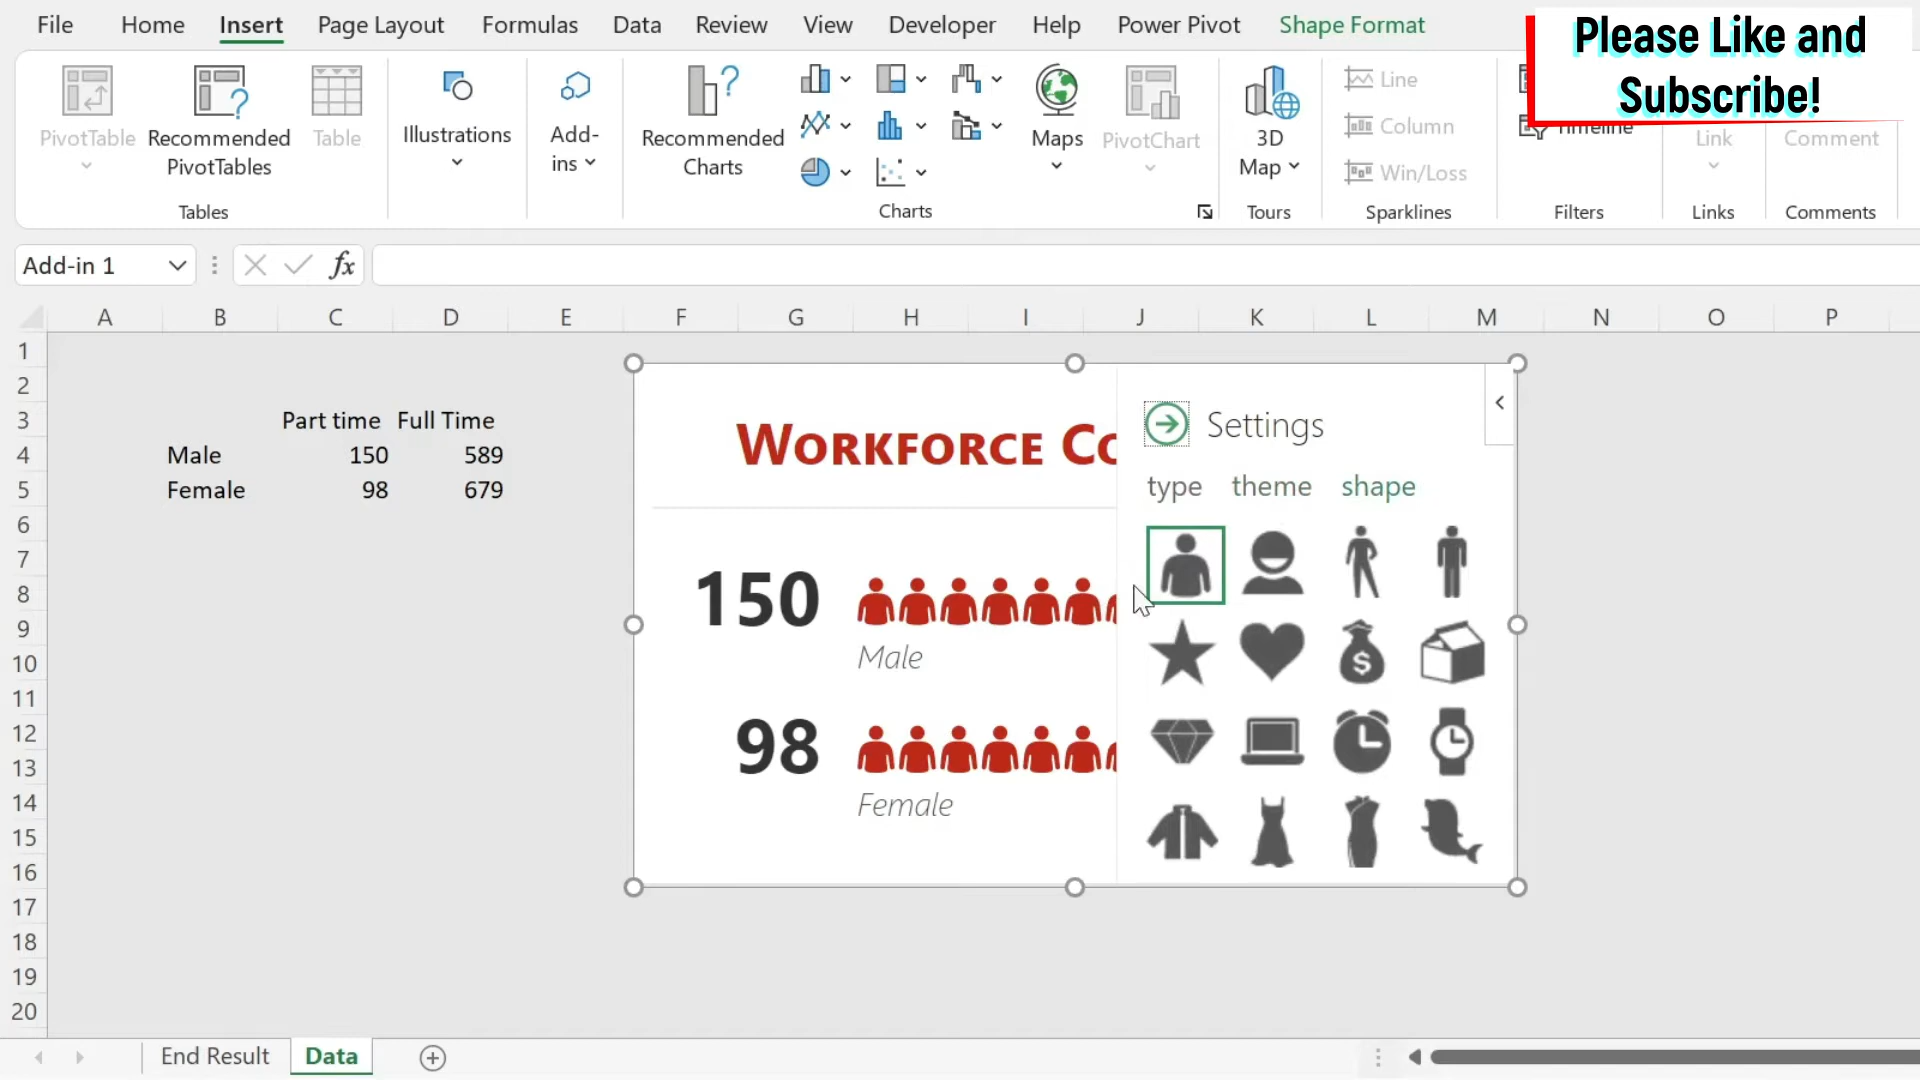 File Home Insert Page Layout Formulas Data Review View Developer Help Power Pivot Shape Format
Please Like and
Subscribe!
PivotTable
Recommended
PivotTables
Table
Tables
Illustrations
Add-
ins
Recommended
Charts
Charts
Maps
PivotChart
3D
Map
Tours
Line
Column
Win/Loss
Sparklines
Timeline
Filters
Link
Links
Comment
Comments
Add-in 1
fx
A B C D E F G H I J K L M N O P
1
2
3 Part time Full Time
4 Male 150 589
5 Female 98 679
6
7
8
9
10
11
12
13
14
15
16
17
18
19
20
Workforce Co
150
Male
98
Female
Settings
type theme shape
$
End Result Data